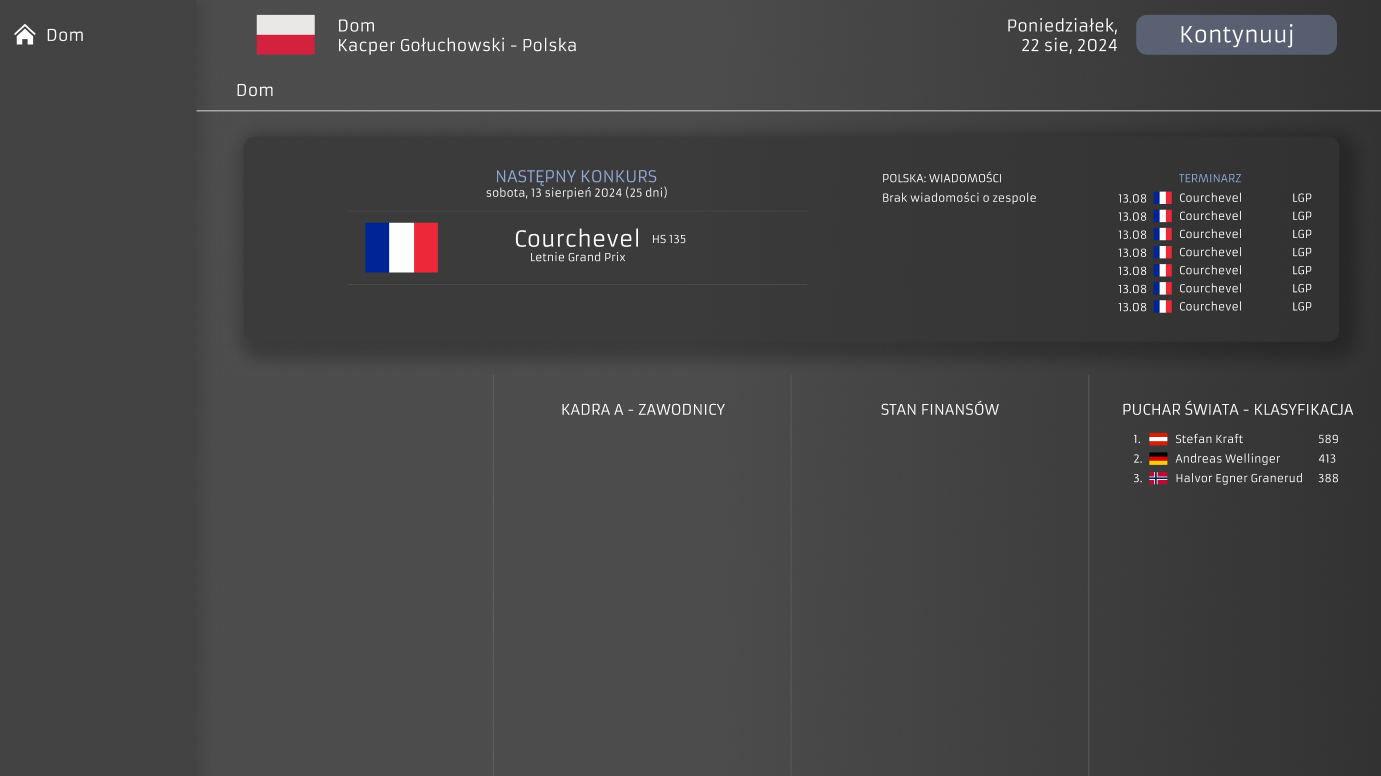 Dom
Dom
Kacper Gołuchowski - Polska
Poniedziałek,
22 sie, 2024
Kontynuuj
Dom
NASTĘPNY KONKURS
sobota, 13 sierpień 2024 (25 dni)
Courchevel HS 135
Letnie Grand Prix
POLSKA: WIADOMOŚCI
Brak wiadomości o zespole
TERMINARZ
13.08 Courchevel LGP
13.08 Courchevel LGP
13.08 Courchevel LGP
13.08 Courchevel LGP
13.08 Courchevel LGP
13.08 Courchevel LGP
13.08 Courchevel LGP
KADRA A - ZAWODNICY
STAN FINANSÓW
PUCHAR ŚWIATA - KLASYFIKACJA
1. Stefan Kraft 589
2. Andreas Wellinger 413
3. Halvor Egner Granerud 388